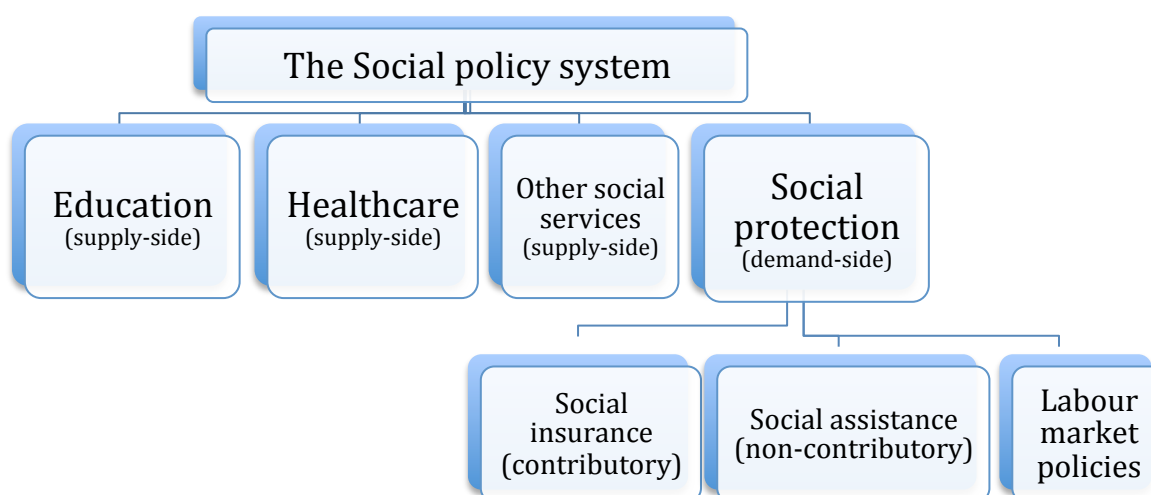 The Social policy system
Education
(supply-side)
Healthcare
(supply-side)
Other social
services
(supply-side)
Social
protection
(demand-side)
Social
insurance
(contributory)
Social assistance
(non-contributory)
Labour
market
policies